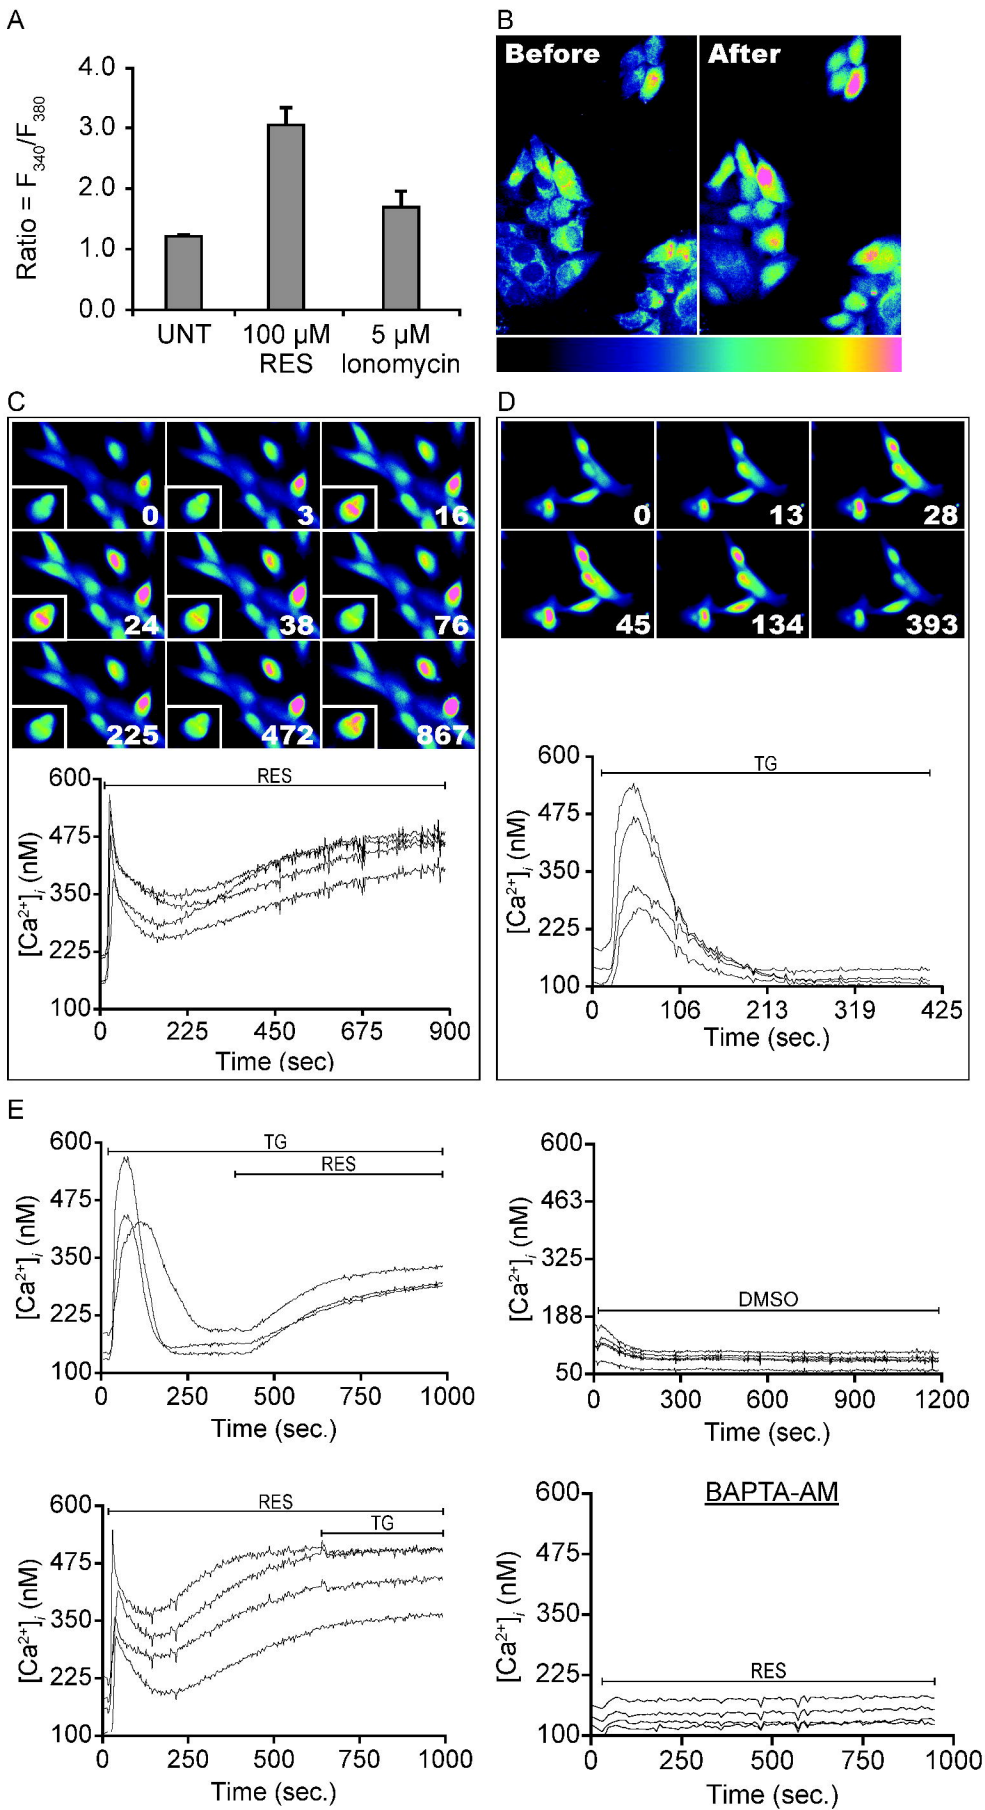 A
4.0
3.0
2.0
1.0
0.0
Ratio = F340/F380
UNT
100 µM
RES
5 µM
Ionomycin
B
Before
After
C
0
3
16
24
38
76
225
472
867
RES
600
475
350
225
100
[Ca2+]i (nM)
0
225
450
675
900
Time (sec)
D
0
13
28
45
134
393
TG
600
475
350
225
100
[Ca2+]i (nM)
0
106
213
319
425
Time (sec.)
E
TG
RES
600
475
350
225
100
[Ca2+]i (nM)
0
250
500
750
1000
Time (sec.)
DMSO
600
463
325
188
50
[Ca2+]i (nM)
0
300
600
900
1200
Time (sec.)
RES
TG
600
475
350
225
100
[Ca2+]i (nM)
0
250
500
750
1000
Time (sec.)
BAPTA-AM
RES
600
475
350
225
100
[Ca2+]i (nM)
0
250
500
750
1000
Time (sec.)